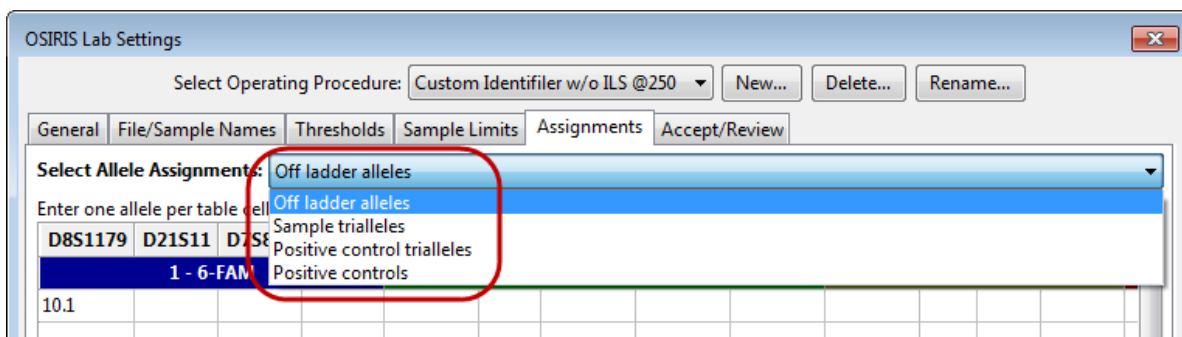 OSIRIS Lab Settings
Select Operating Procedure: Custom Identifiler w/o ILS @250 New... Delete... Rename...
General File/Sample Names Thresholds Sample Limits Assignments Accept/Review
Select Allele Assignments: Off ladder alleles
Enter one allele per table cell Off ladder alleles
Sample trialleles
D8S1179 D21S11 D7S8 Positive control trialleles
1 - 6-FAM Positive controls
10.1